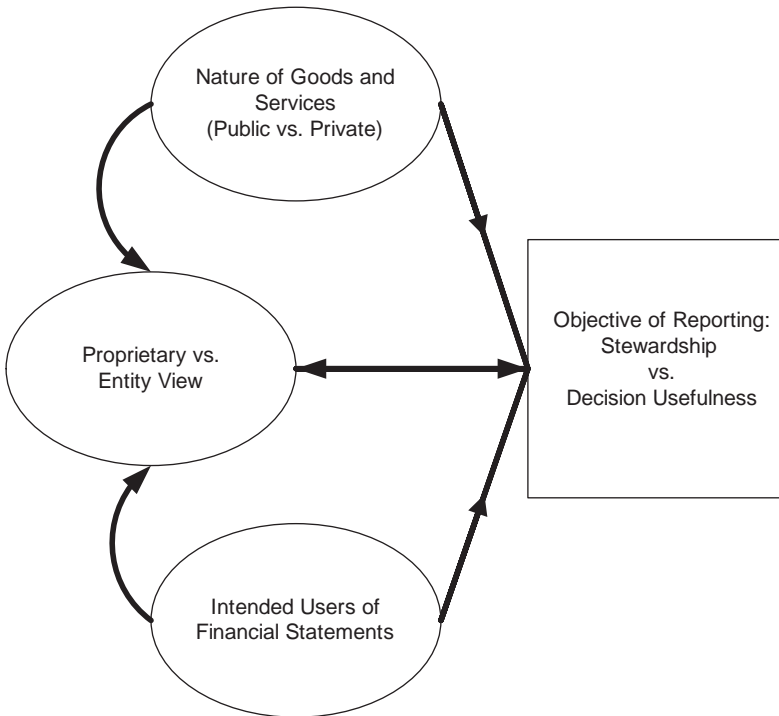 Nature of Goods and
Services
(Public vs. Private)
Proprietary vs.
Entity View
Objective of Reporting:
Stewardship
vs.
Decision Usefulness
Intended Users of
Financial Statements